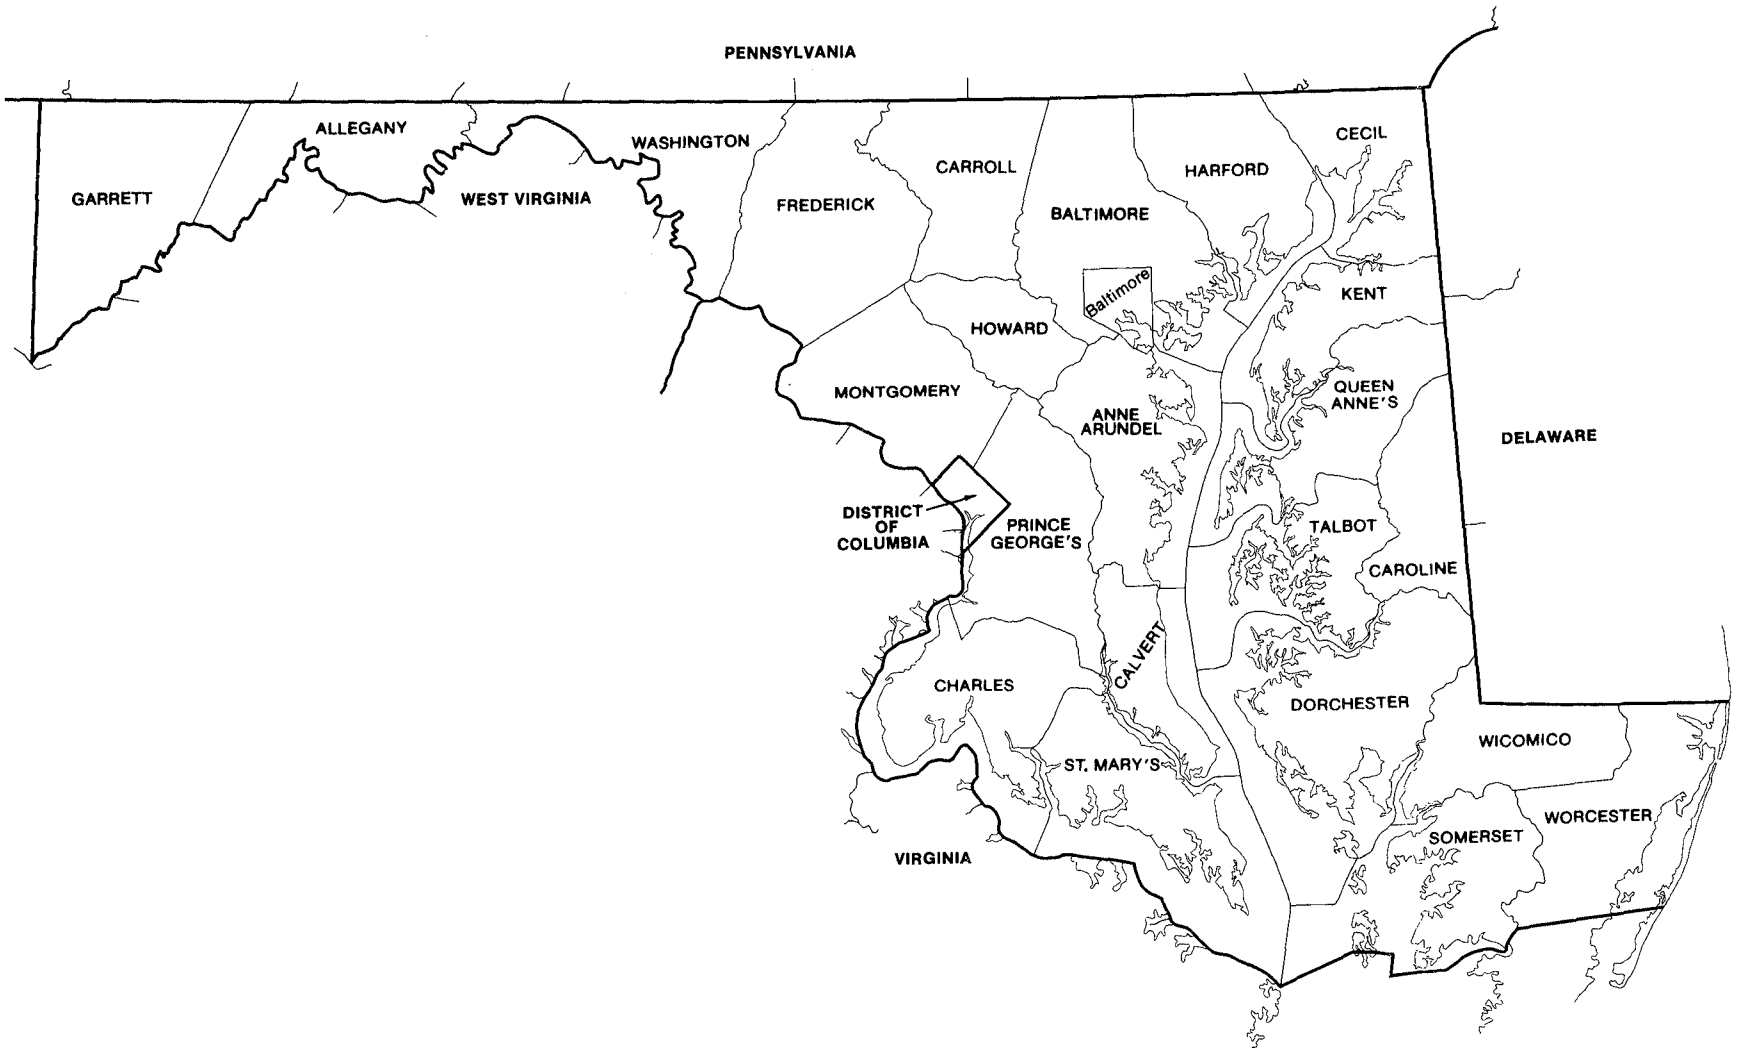 PENNSYLVANIA
ALLEGANY
WASHINGTON
CECIL
CARROLL
HARFORD
GARRETT
WEST VIRGINIA
FREDERICK
BALTIMORE
Baltimore
KENT
HOWARD
MONTGOMERY
QUEEN
ANNE'S
ANNE
ARUNDEL
DELAWARE
DISTRICT
OF
COLUMBIA
PRINCE
GEORGE'S
TALBOT
CAROLINE
CALVERT
CHARLES
DORCHESTER
WICOMICO
ST. MARY'S
WORCESTER
SOMERSET
VIRGINIA